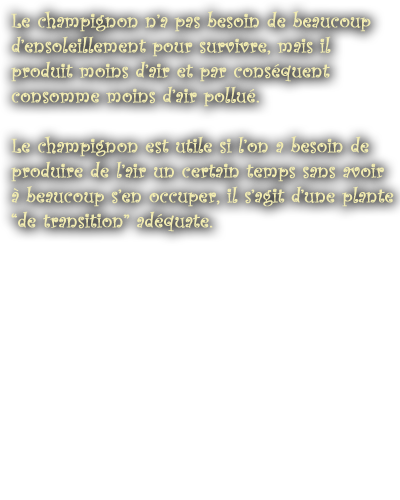 Le champignon n'a pas besoin de beaucoup
d'ensoleillement pour survivre, mais il
produit moins d'air et par conséquent
consomme moins d'air pollué.
Le champignon est utile si l'on a besoin de
produire de l'air un certain temps sans avoir
à beaucoup s'en occuper, il s'agit d'une plante
"de transition" adéquate.